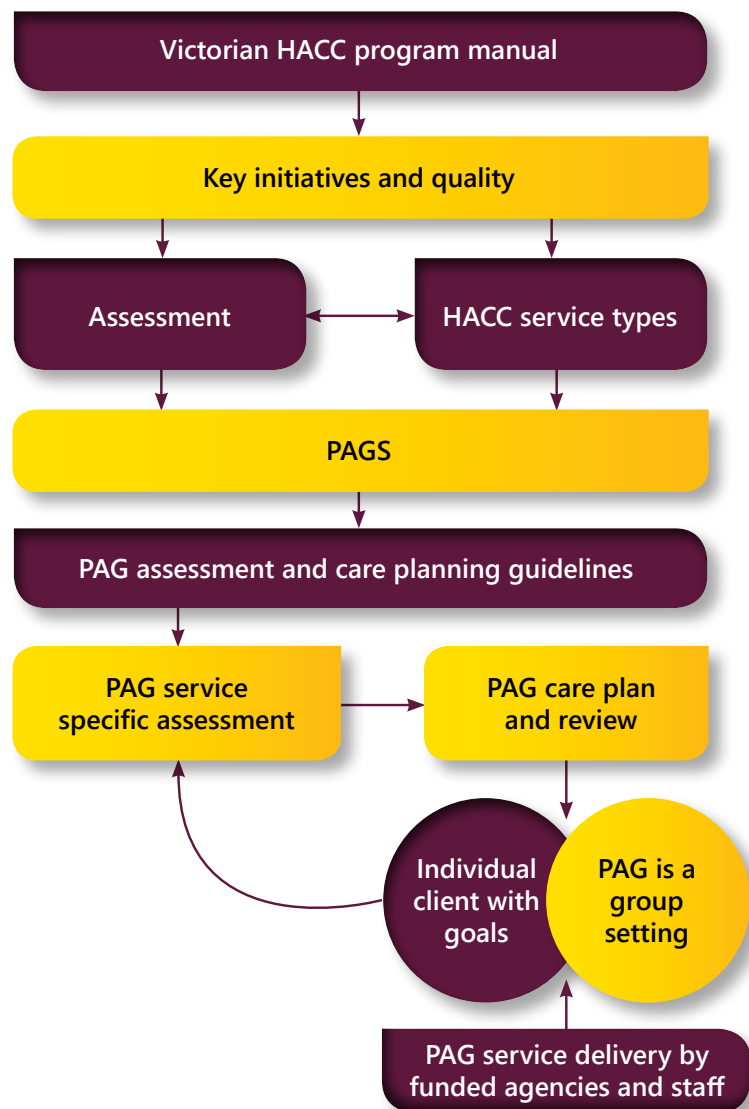 Victorian HACC program manual
Key initiatives and quality
Assessment
HACC service types
PAGS
PAG assessment and care planning guidelines
PAG service
specific assessment
PAG care plan
and review
Individual
client with
goals
PAG is a
group
setting
PAG service delivery by
funded agencies and staff